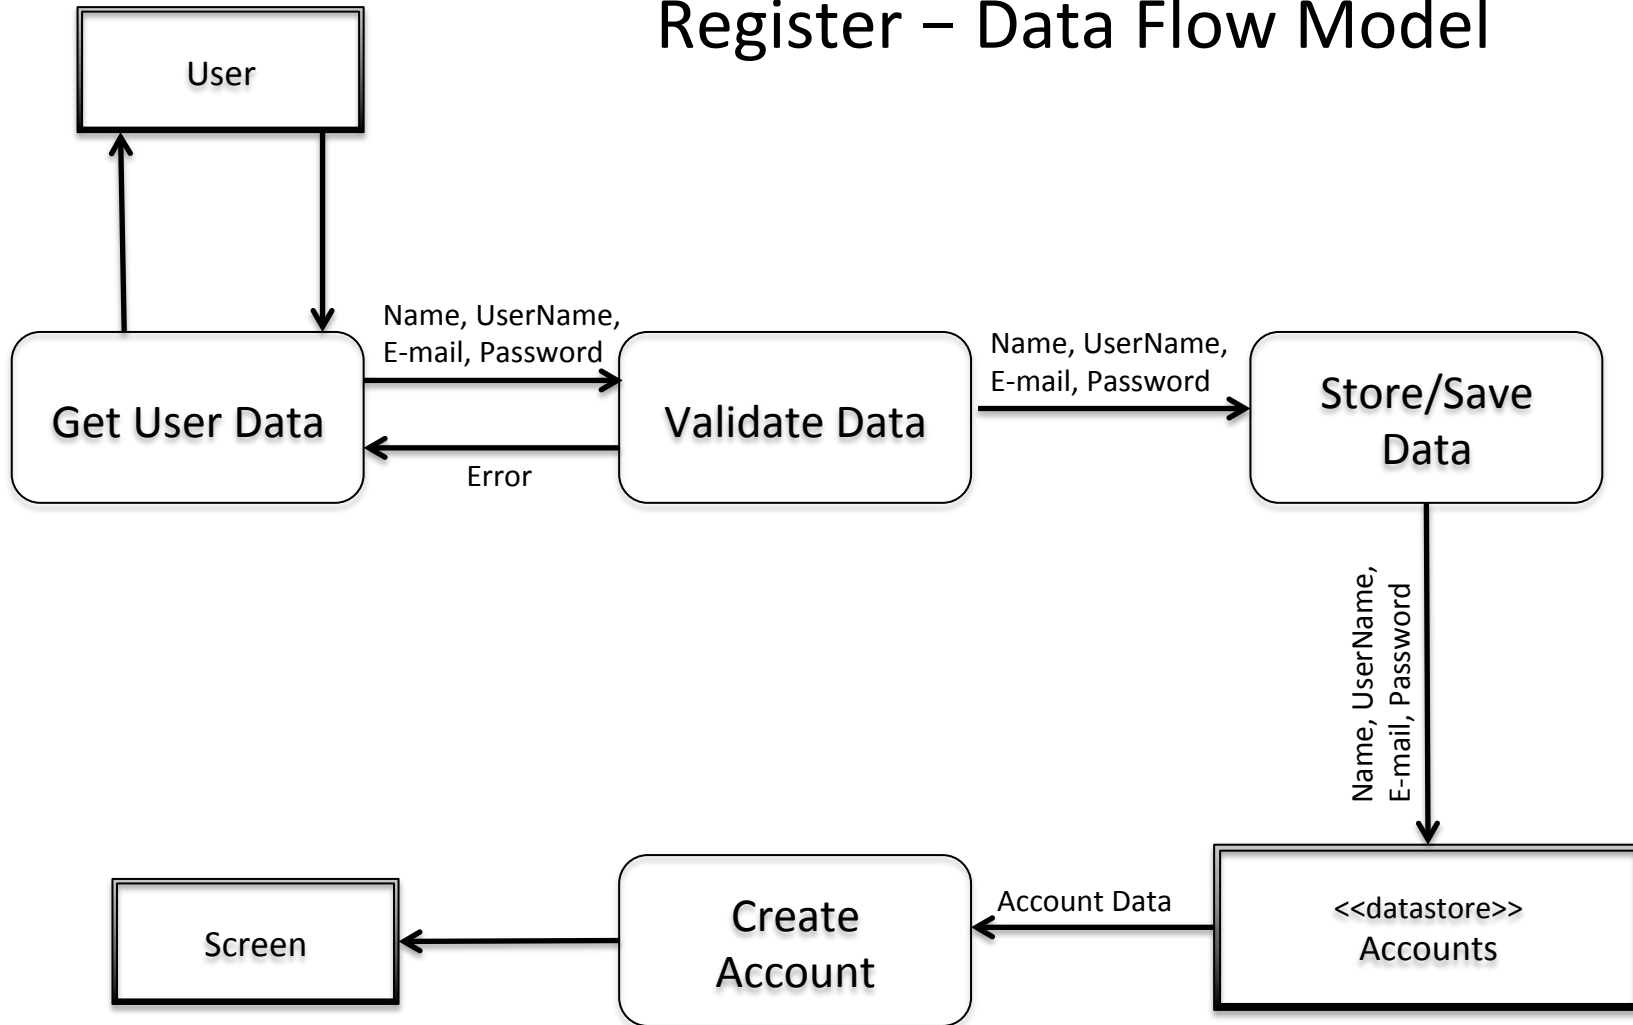 Register – Data Flow Model
User
Name, UserName,
E-mail, Password
Get User Data
Error
Validate Data
Name, UserName,
E-mail, Password
Store/Save
Data
Name, UserName,
E-mail, Password
<<datastore>>
Accounts
Account Data
Create
Account
Screen